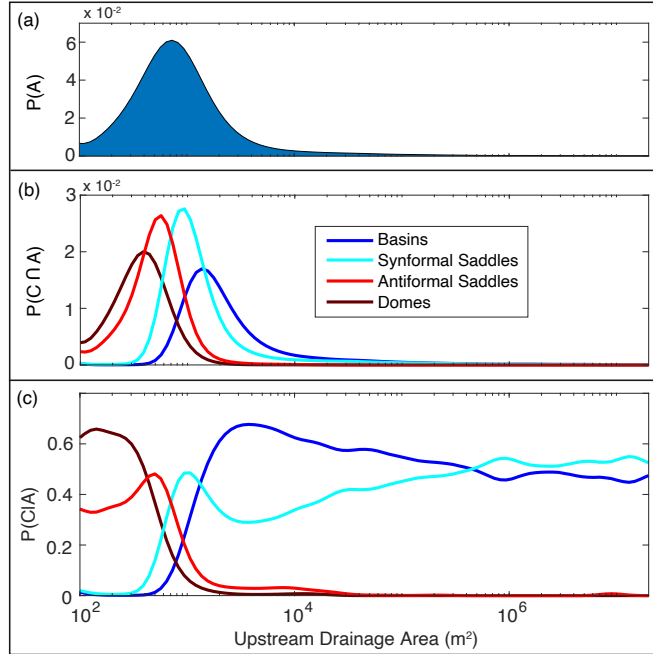 (a)
x 10-2
6
4
2
0
P(A)
(b)
x 10-2
3
2
1
0
P(C ∩ A)
Basins
Synformal Saddles
Antiformal Saddles
Domes
(c)
0.6
0.4
0.2
0
P(C|A)
10² 10⁴ 10⁶
Upstream Drainage Area (m²)